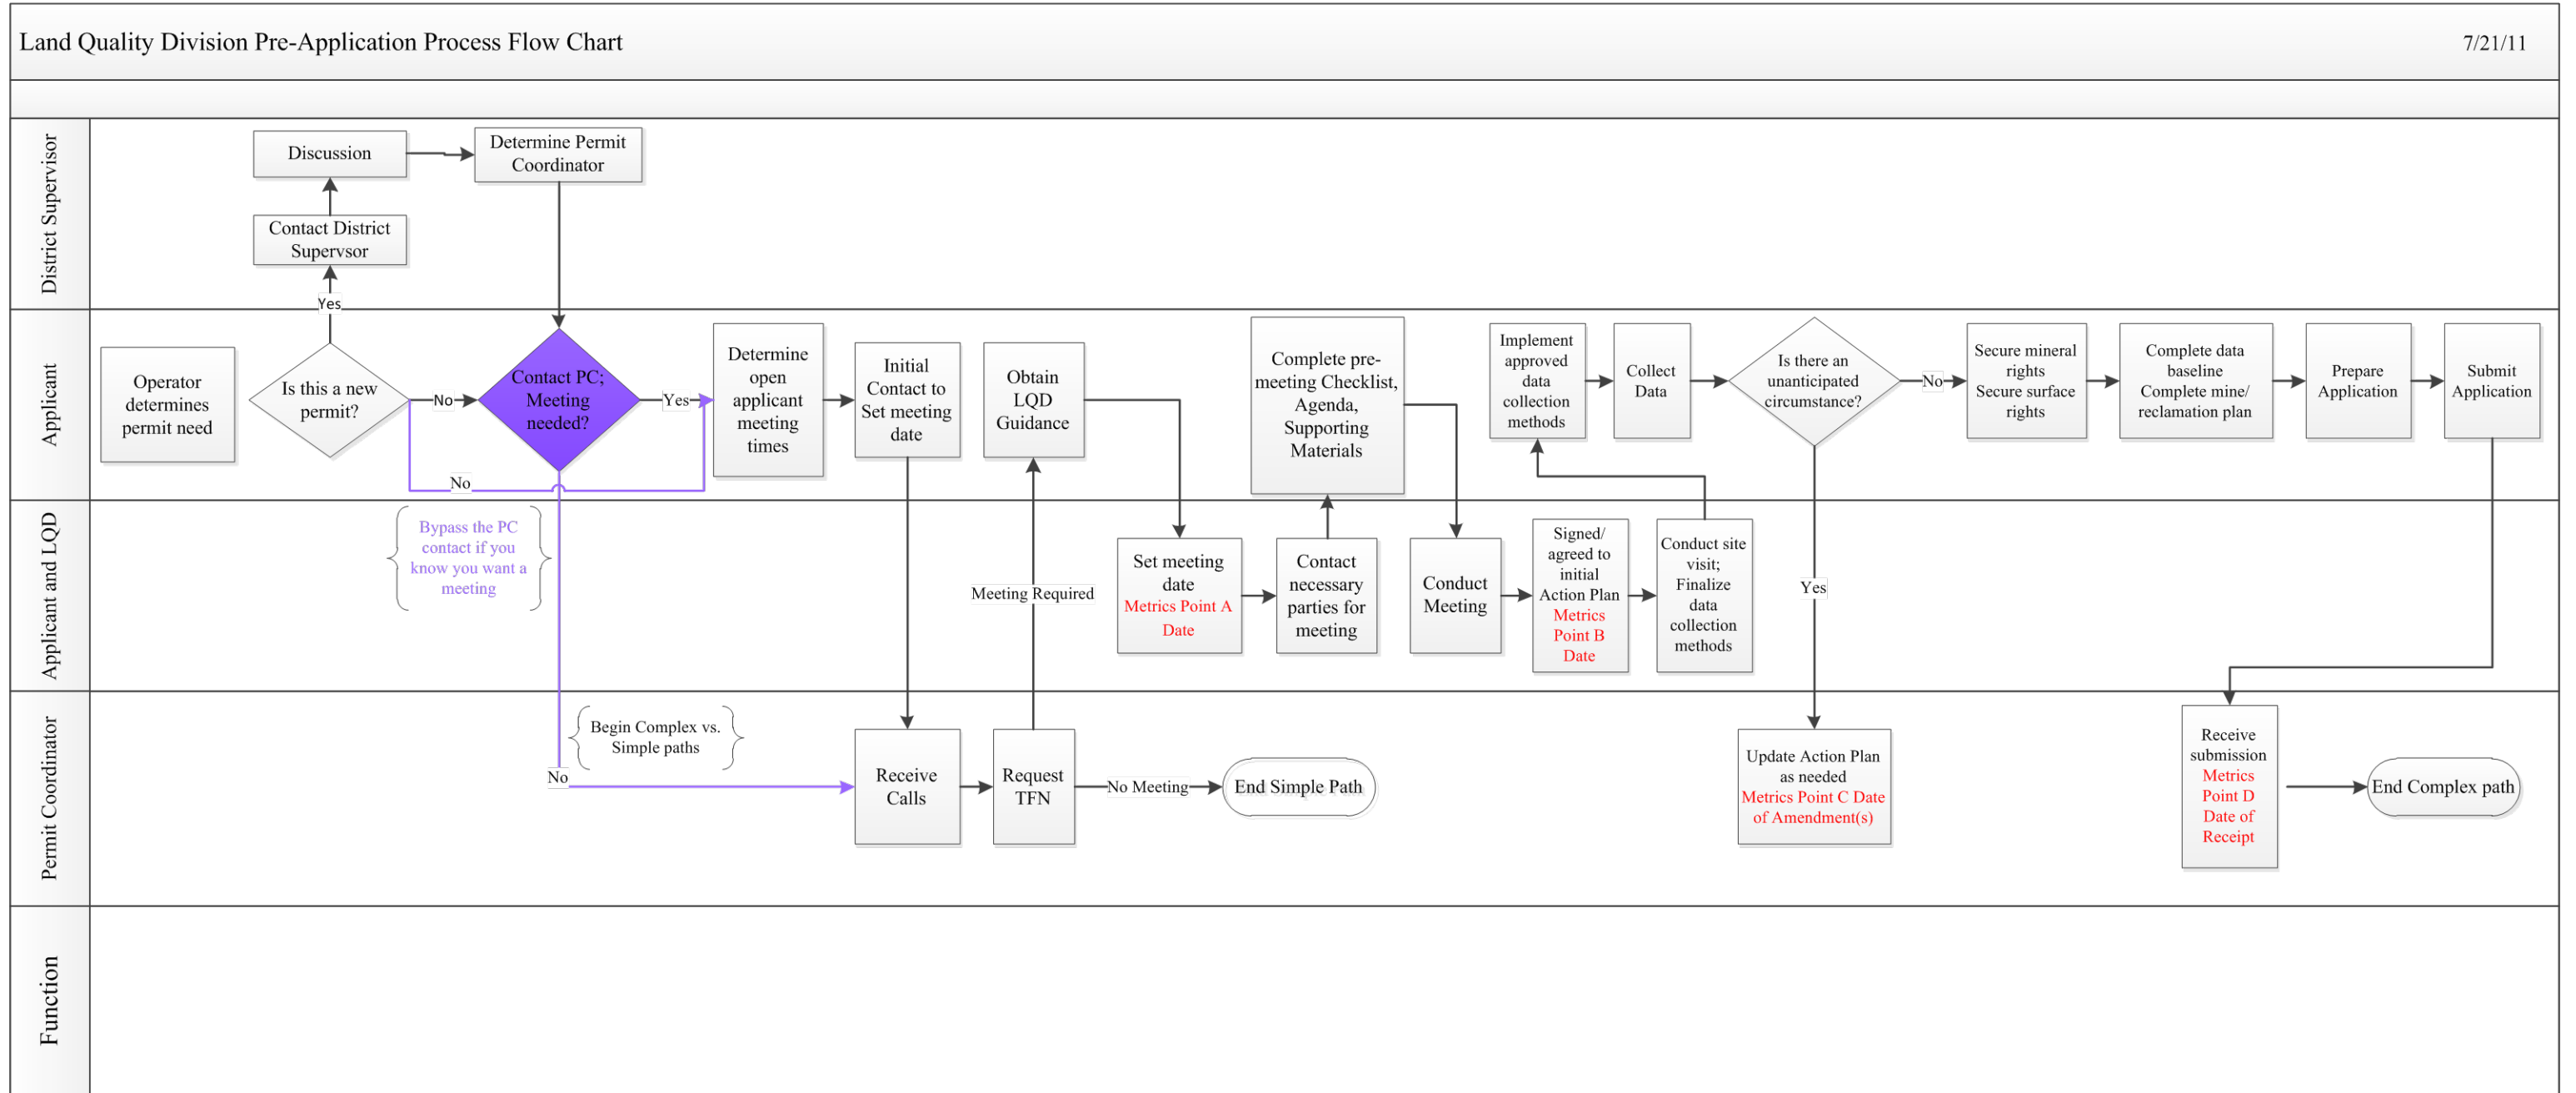 Land Quality Division Pre-Application Process Flow Chart
7/21/11
District Supervisor
Discussion
Determine Permit
Coordinator
Contact District
Supervsor
Yes
Applicant
Operator
determines
permit need
Is this a new
permit?
No
Contact PC;
Meeting
needed?
Yes
No
Determine
open
applicant
meeting
times
Initial
Contact to
Set meeting
date
Obtain
LQD
Guidance
Complete pre-
meeting Checklist,
Agenda,
Supporting
Materials
Implement
approved
data
collection
methods
Collect
Data
Is there an
unanticipated
circumstance?
No
Secure mineral
rights
Secure surface
rights
Complete data
baseline
Complete mine/
reclamation plan
Prepare
Application
Submit
Application
Applicant and LQD
Bypass the PC
contact if you
know you want a
meeting
Meeting Required
Set meeting
date
Metrics Point A
Date
Contact
necessary
parties for
meeting
Conduct
Meeting
Signed/
agreed to
initial
Action Plan
Metrics
Point B
Date
Conduct site
visit;
Finalize
data
collection
methods
Yes
Permit Coordinator
Begin Complex vs.
Simple paths
No
Receive
Calls
Request
TFN
No Meeting
End Simple Path
Update Action Plan
as needed
Metrics Point C Date
of Amendment(s)
Receive
submission
Metrics
Point D
Date of
Receipt
End Complex path
Function